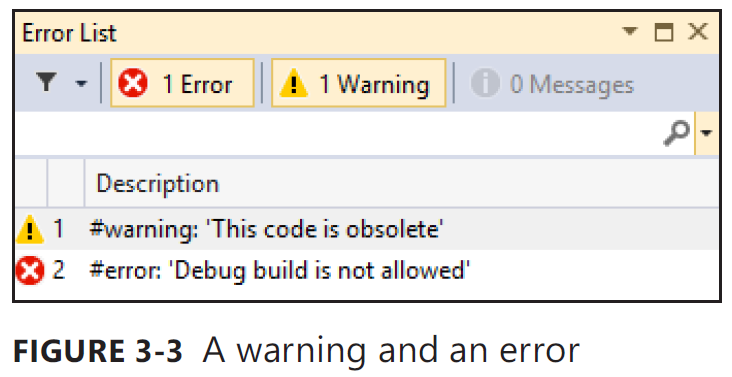 Error List
1 Error 1 Warning 0 Messages
Description
1 #warning: 'This code is obsolete'
2 #error: 'Debug build is not allowed'
FIGURE 3-3 A warning and an error